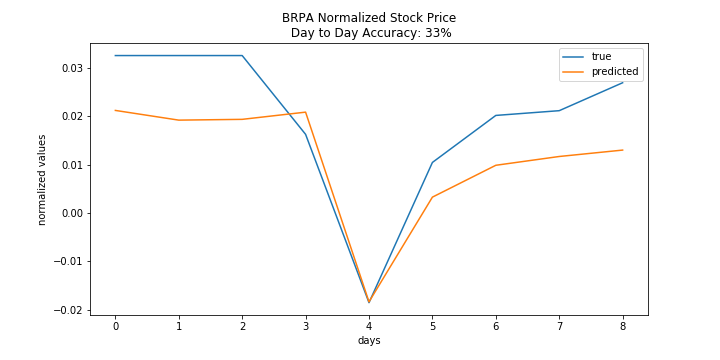 BRPA Normalized Stock Price
Day to Day Accuracy: 33%
true
predicted
normalized values
0.03
0.02
0.01
0.00
−0.01
−0.02
0 1 2 3 4 5 6 7 8
days